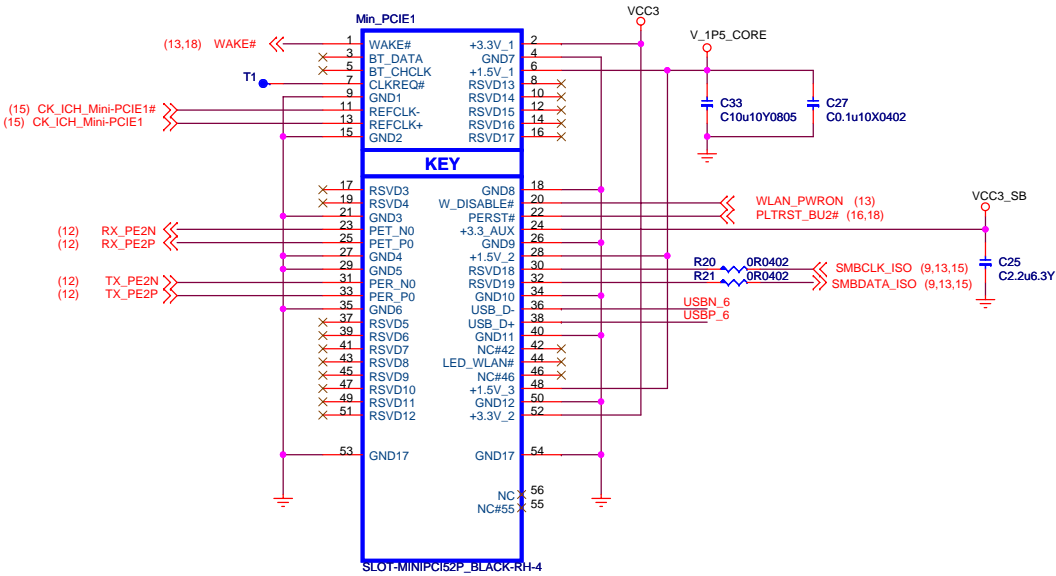 Min_PCIE1
VCC3
V_1P5_CORE
(13,18) WAKE# 1 WAKE# +3.3V_1 2
3 BT_DATA GND7 4
5 BT_CHCLK +1.5V_1 6
T1 7 CLKREQ# RSVD13 8
9 GND1 RSVD14 10
(15) CK_ICH_Mini-PCIE1# 11 REFCLK- RSVD15 12
(15) CK_ICH_Mini-PCIE1 13 REFCLK+ RSVD16 14
15 GND2 RSVD17 16
C33
C10u10Y0805
C27
C0.1u10X0402
KEY
17 RSVD3 GND8 18
19 RSVD4 W_DISABLE# 20 WLAN_PWRON (13)
21 GND3 PERST# 22 PLTRST_BU2# (16,18)
(12) RX_PE2N 23 PET_N0 +3.3_AUX 24
VCC3_SB
(12) RX_PE2P 25 PET_P0 GND9 26
27 GND4 +1.5V_2 28
29 GND5 RSVD18 30 R20 0R0402 SMBCLK_ISO (9,13,15)
(12) TX_PE2N 31 PER_N0 RSVD19 32 R21 0R0402 SMBDATA_ISO (9,13,15)
C25
C2.2u6.3Y
(12) TX_PE2P 33 PER_P0 GND10 34
35 GND6 USB_D- 36 USBN_6
37 RSVD5 USB_D+ 38 USBP_6
39 RSVD6 GND11 40
41 RSVD7 NC#42 42
43 RSVD8 LED_WLAN# 44
45 RSVD9 NC#46 46
47 RSVD10 +1.5V_3 48
49 RSVD11 GND12 50
51 RSVD12 +3.3V_2 52
53 GND17 GND17 54
NC 56
NC#55 55
SLOT-MINIPCI52P_BLACK-RH-4